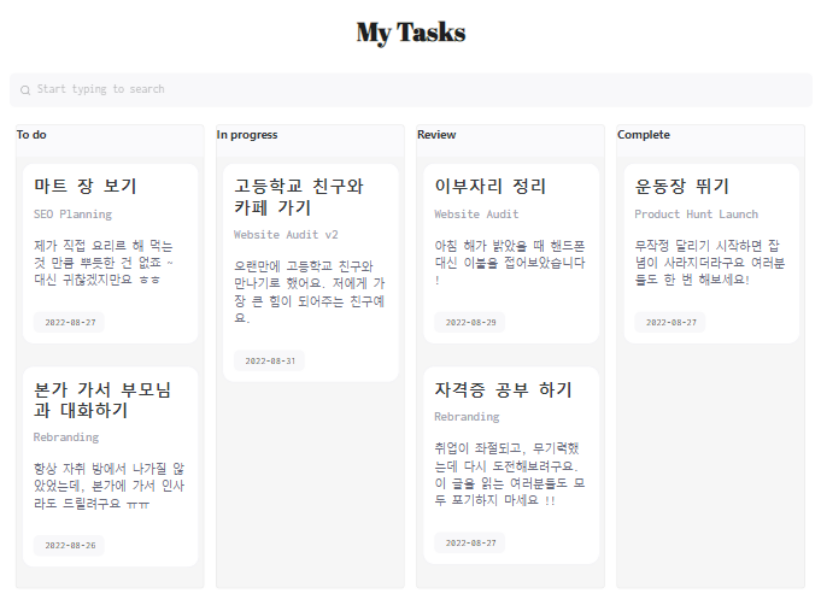 My Tasks
Start typing to search
To do
마트 장 보기
SEO Planning
제가 직접 요리르 해 먹는
것 만큼 뿌듯한 건 없죠 ~
대신 귀찮겠지만요 ㅎㅎ
2022-08-27
본가 가서 부모님
과 대화하기
Rebranding
항상 자취 방에서 나가질 않
았었는데, 본가에 가서 인사
라도 드릴려구요 ㅠㅠ
2022-08-26
In progress
고등학교 친구와
카페 가기
Website Audit v2
오랜만에 고등학교 친구와
만나기로 했어요. 저에게 가
장 큰 힘이 되어주는 친구예
요.
2022-08-31
Review
이부자리 정리
Website Audit
아침 해가 밝았을 때 핸드폰
대신 이불을 접어보았습니다
!
2022-08-29
자격증 공부 하기
Rebranding
취업이 좌절되고, 무기력했
는데 다시 도전해보려구요.
이 글을 읽는 여러분들도 모
두 포기하지 마세요 !!
2022-08-27
Complete
운동장 뛰기
Product Hunt Launch
무작정 달리기 시작하면 잡
념이 사라지더라구요 여러분
들도 한 번 해보세요!
2022-08-27